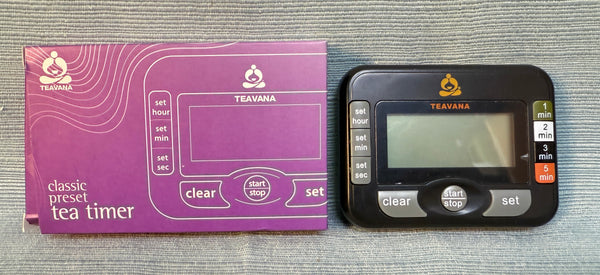 TEAVANA
classic
preset
tea timer
TEAVANA
set
hour
set
min
set
sec
clear
start
stop
set
TEAVANA
set
hour
set
min
set
sec
clear
start
stop
set
1
min
2
min
3
min
5
min